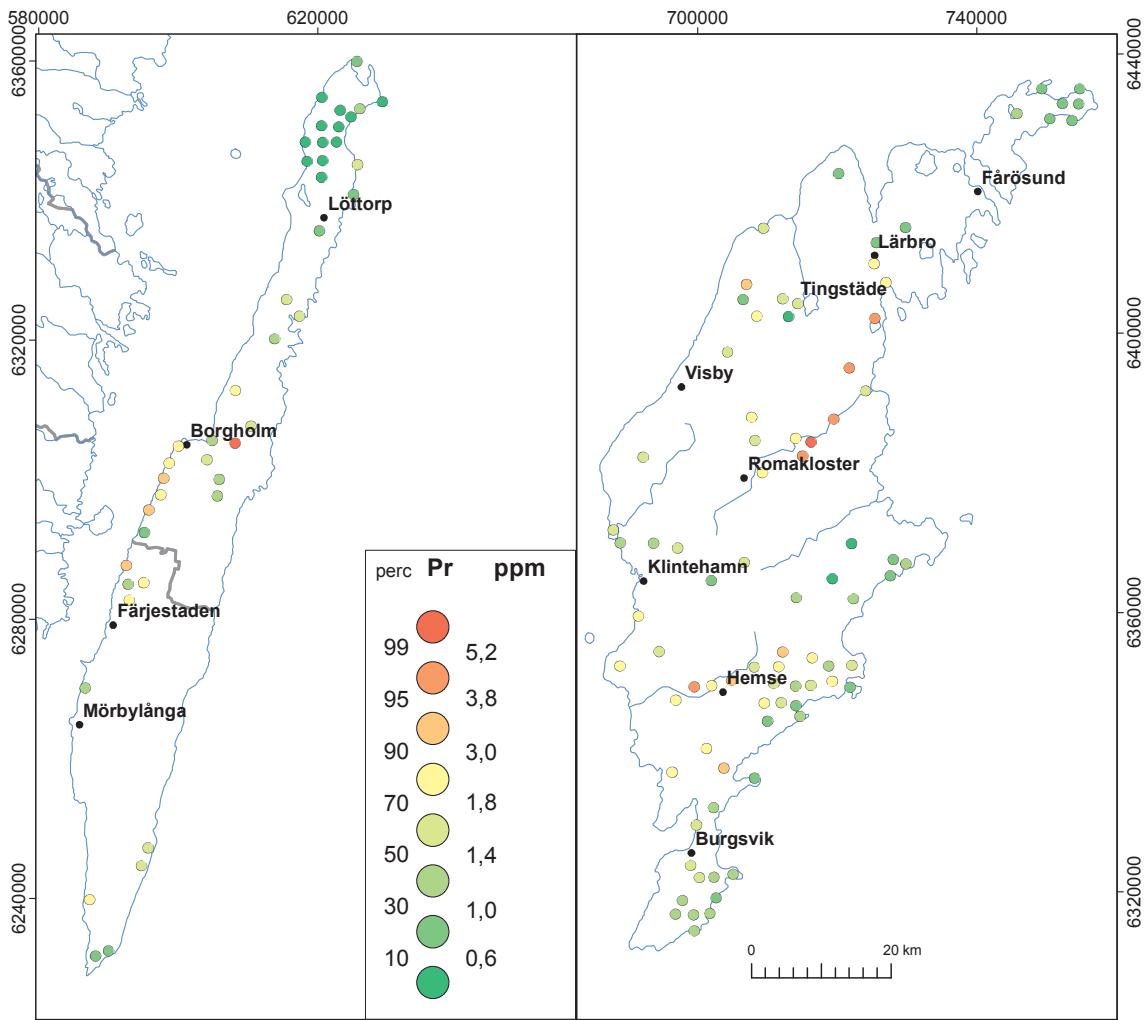 580000 620000 700000 740000
6360000
6320000
6280000
6240000
6440000
6400000
6360000
6320000
Löttorp
Borgholm
Färjestaden
Mörbylånga
Fårösund
Lärbro
Tingstäde
Visby
Romakloster
Klintehamn
Hemse
Burgsvik
perc Pr ppm
99 5,2
95 3,8
90 3,0
70 1,8
50 1,4
30 1,0
10 0,6
0 20 km